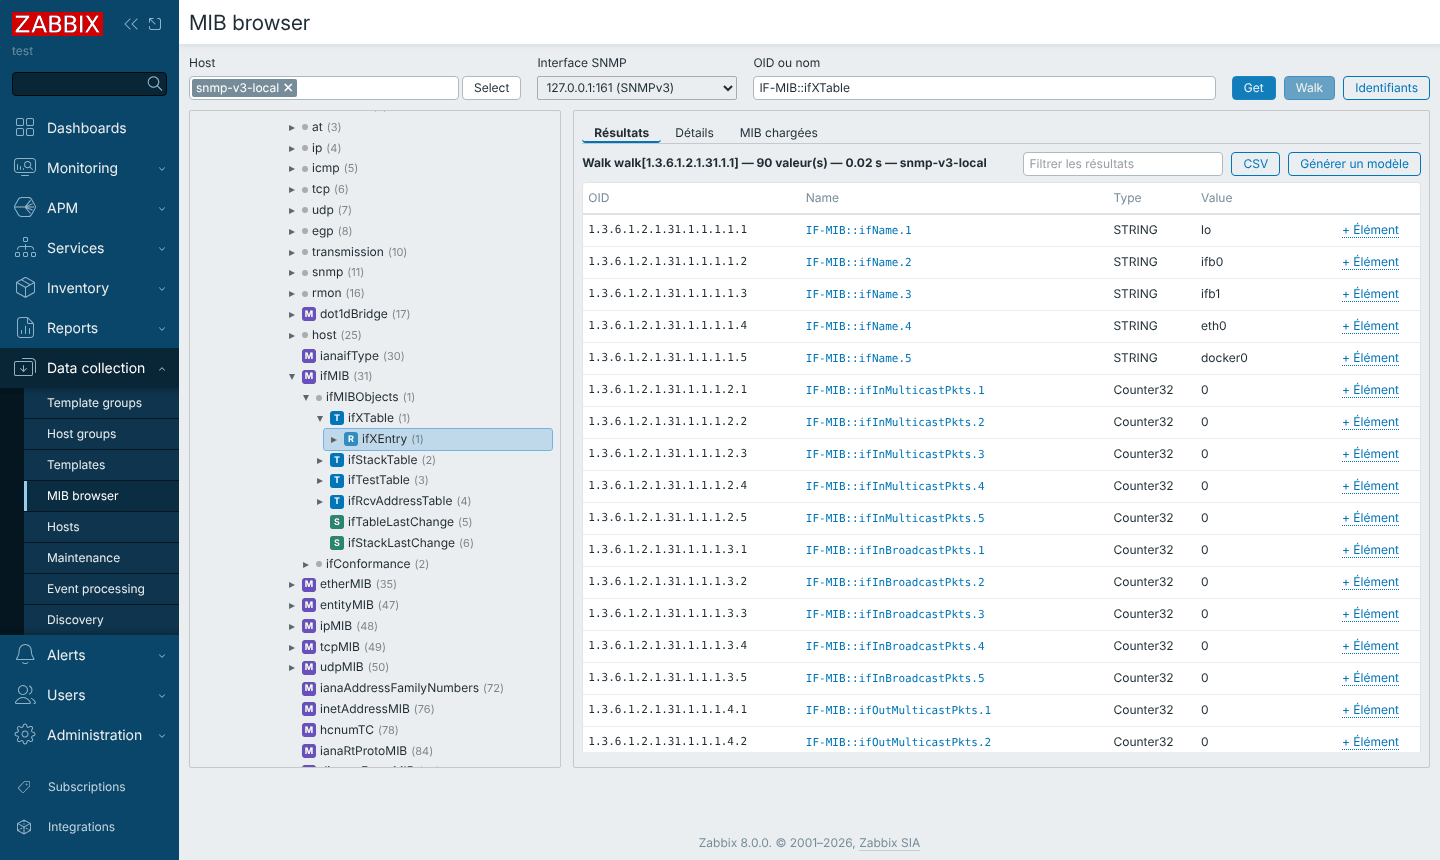 ZABBIX
test
Dashboards
Monitoring
APM
Services
Inventory
Reports
Data collection
Template groups
Host groups
Templates
MIB browser
Hosts
Maintenance
Event processing
Discovery
Alerts
Users
Administration
Subscriptions
Integrations
MIB browser
Host
snmp-v3-local
Select
Interface SNMP
127.0.0.1:161 (SNMPv3)
OID ou nom
IF-MIB::ifXTable
Get
Walk
Identifiants
at (3)
ip (4)
icmp (5)
tcp (6)
udp (7)
egp (8)
transmission (10)
snmp (11)
rmon (16)
M dot1dBridge (17)
host (25)
M ianaifType (30)
M ifMIB (31)
ifMIBObjects (1)
T ifXTable (1)
R ifXEntry (1)
T ifStackTable (2)
T ifTestTable (3)
T ifRcvAddressTable (4)
S ifTableLastChange (5)
S ifStackLastChange (6)
ifConformance (2)
M etherMIB (35)
M entityMIB (47)
M ipMIB (48)
M tcpMIB (49)
M udpMIB (50)
M ianaAddressFamilyNumbers (72)
M inetAddressMIB (76)
M hcnumTC (78)
M ianaRtProtoMIB (84)
Résultats
Détails
MIB chargées
Walk walk[1.3.6.1.2.1.31.1.1] — 90 valeur(s) — 0.02 s — snmp-v3-local
Filtrer les résultats
CSV
Générer un modèle
OID Name Type Value
1.3.6.1.2.1.31.1.1.1.1.1 IF-MIB::ifName.1 STRING lo + Élément
1.3.6.1.2.1.31.1.1.1.1.2 IF-MIB::ifName.2 STRING ifb0 + Élément
1.3.6.1.2.1.31.1.1.1.1.3 IF-MIB::ifName.3 STRING ifb1 + Élément
1.3.6.1.2.1.31.1.1.1.1.4 IF-MIB::ifName.4 STRING eth0 + Élément
1.3.6.1.2.1.31.1.1.1.1.5 IF-MIB::ifName.5 STRING docker0 + Élément
1.3.6.1.2.1.31.1.1.1.2.1 IF-MIB::ifInMulticastPkts.1 Counter32 0 + Élément
1.3.6.1.2.1.31.1.1.1.2.2 IF-MIB::ifInMulticastPkts.2 Counter32 0 + Élément
1.3.6.1.2.1.31.1.1.1.2.3 IF-MIB::ifInMulticastPkts.3 Counter32 0 + Élément
1.3.6.1.2.1.31.1.1.1.2.4 IF-MIB::ifInMulticastPkts.4 Counter32 0 + Élément
1.3.6.1.2.1.31.1.1.1.2.5 IF-MIB::ifInMulticastPkts.5 Counter32 0 + Élément
1.3.6.1.2.1.31.1.1.1.3.1 IF-MIB::ifInBroadcastPkts.1 Counter32 0 + Élément
1.3.6.1.2.1.31.1.1.1.3.2 IF-MIB::ifInBroadcastPkts.2 Counter32 0 + Élément
1.3.6.1.2.1.31.1.1.1.3.3 IF-MIB::ifInBroadcastPkts.3 Counter32 0 + Élément
1.3.6.1.2.1.31.1.1.1.3.4 IF-MIB::ifInBroadcastPkts.4 Counter32 0 + Élément
1.3.6.1.2.1.31.1.1.1.3.5 IF-MIB::ifInBroadcastPkts.5 Counter32 0 + Élément
1.3.6.1.2.1.31.1.1.1.4.1 IF-MIB::ifOutMulticastPkts.1 Counter32 0 + Élément
1.3.6.1.2.1.31.1.1.1.4.2 IF-MIB::ifOutMulticastPkts.2 Counter32 0 + Élément
Zabbix 8.0.0. © 2001–2026, Zabbix SIA